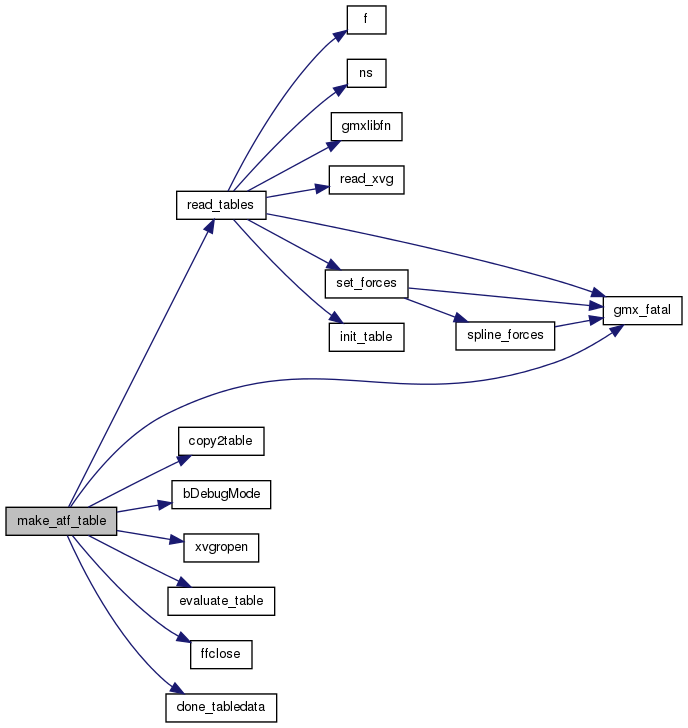 f
ns
gmxlibfn
read_xvg
read_tables
set_forces
gmx_fatal
init_table
spline_forces
copy2table
bDebugMode
make_atf_table
xvgropen
evaluate_table
ffclose
done_tabledata